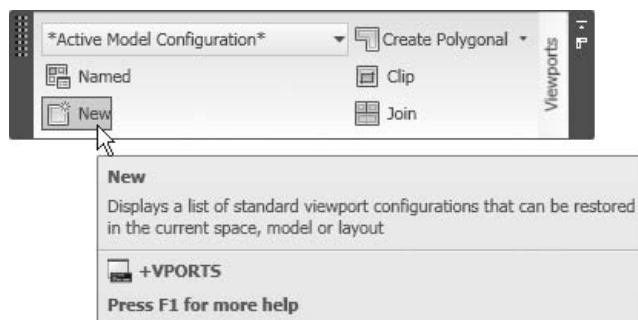 *Active Model Configuration*
Create Polygonal
Named
Clip
New
Join
Viewports
New
Displays a list of standard viewport configurations that can be restored
in the current space, model or layout
+VPORTS
Press F1 for more help